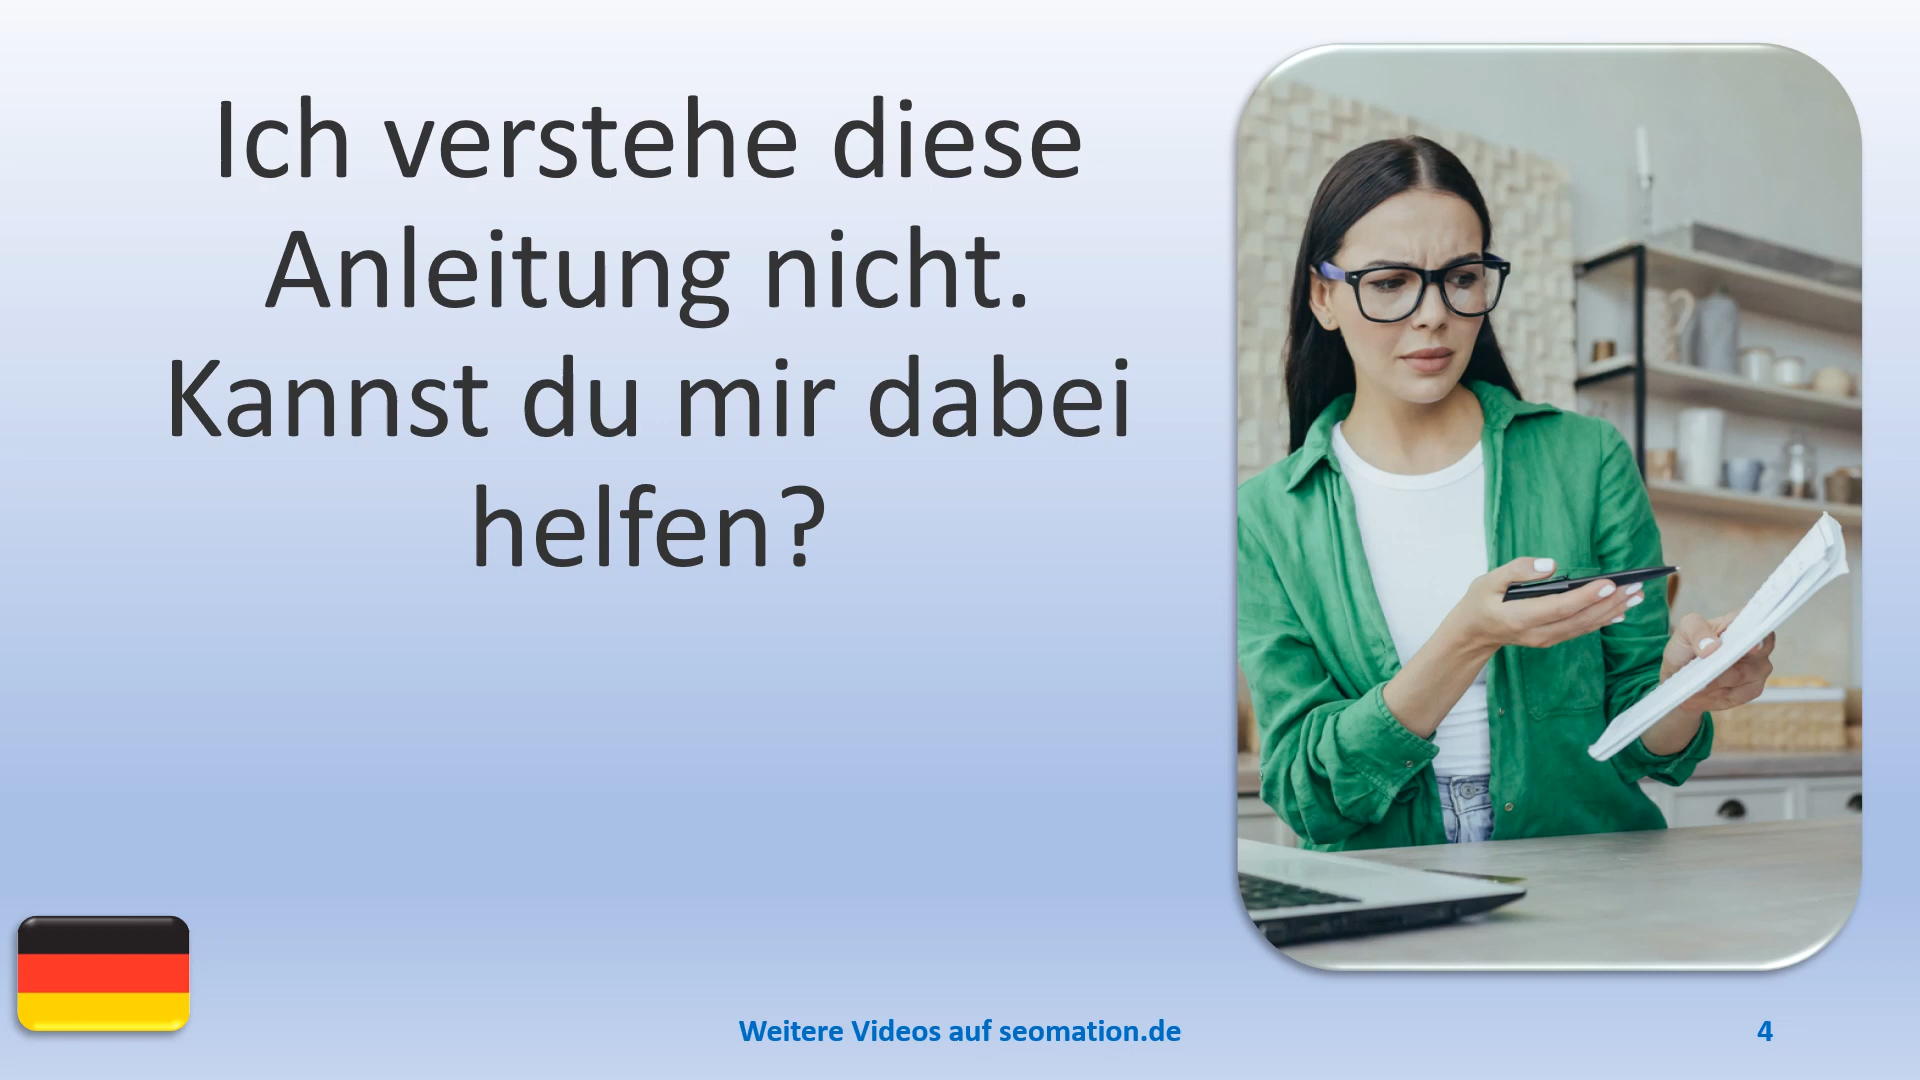 Ich verstehe diese
Anleitung nicht.
Kannst du mir dabei
helfen?
Weitere Videos auf seomation.de
4